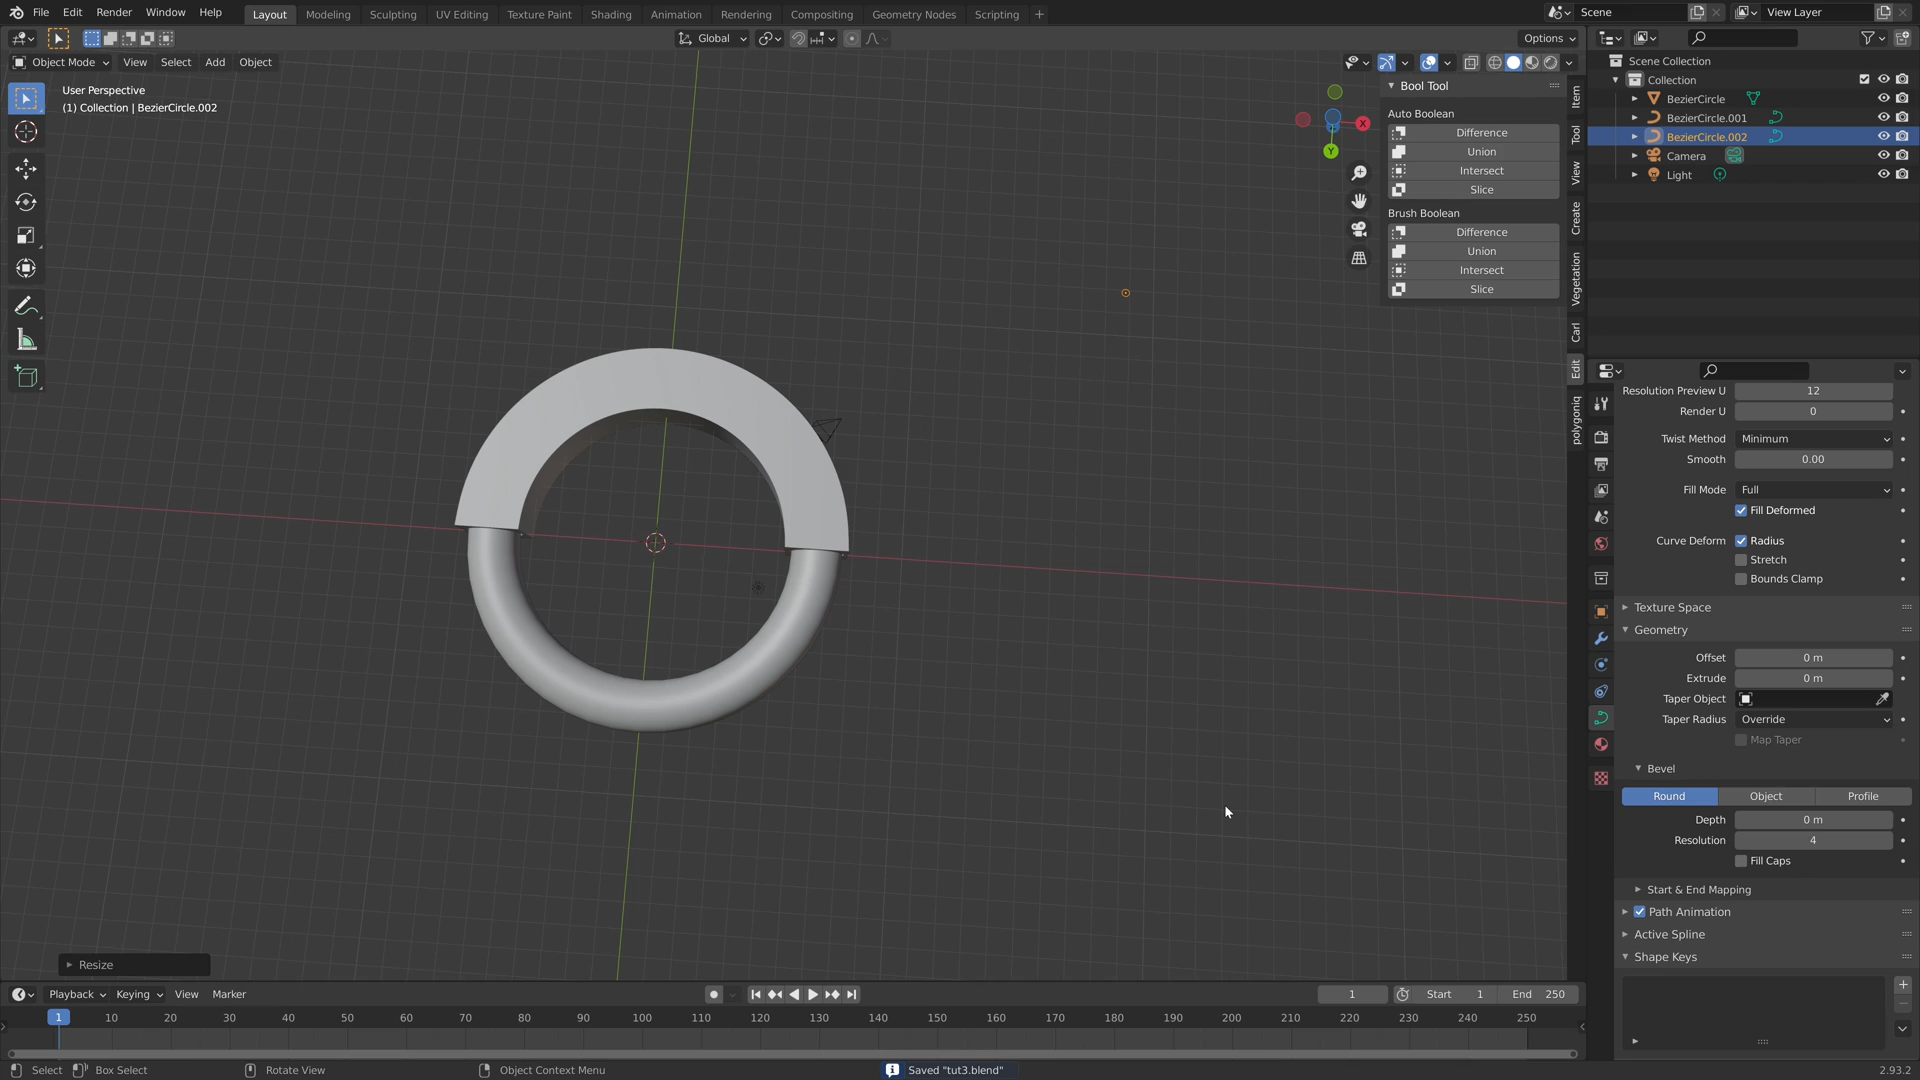 File Edit Render Window Help
Layout Modeling Sculpting UV Editing Texture Paint Shading Animation Rendering Compositing Geometry Nodes Scripting +
Scene
View Layer
Global
Options
Object Mode View Select Add Object
User Perspective
(1) Collection | BezierCircle.002
X
Y
Bool Tool
Auto Boolean
Difference
Union
Intersect
Slice
Brush Boolean
Difference
Union
Intersect
Slice
Item
Tool
View
Create
Vegetation
Carl
Edit
polygoniq
Scene Collection
Collection
BezierCircle
BezierCircle.001
BezierCircle.002
Camera
Light
Resolution Preview U 12
Render U 0
Twist Method Minimum
Smooth 0.00
Fill Mode Full
Fill Deformed
Curve Deform Radius
Stretch
Bounds Clamp
Texture Space
Geometry
Offset 0 m
Extrude 0 m
Taper Object
Taper Radius Override
Map Taper
Bevel
Round Object Profile
Depth 0 m
Resolution 4
Fill Caps
Start & End Mapping
Path Animation
Active Spline
Shape Keys
Resize
Playback Keying View Marker
1 Start 1 End 250
1 10 20 30 40 50 60 70 80 90 100 110 120 130 140 150 160 170 180 190 200 210 220 230 240 250
Select Box Select Rotate View Object Context Menu
Saved "tut3.blend"
2.93.2